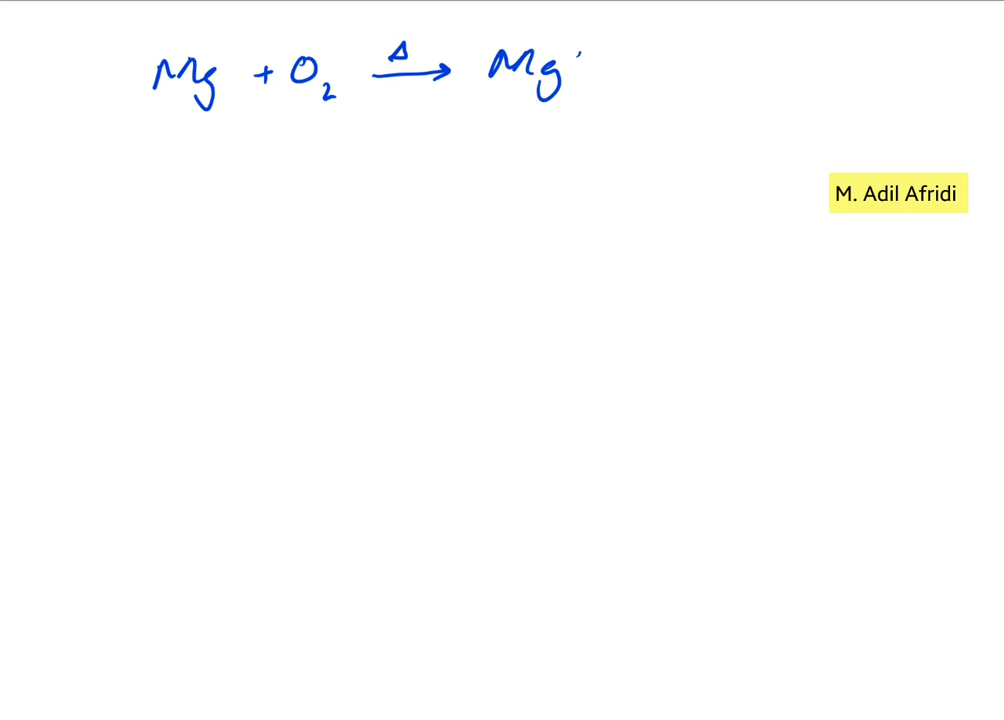 Mg + O₂ —Δ→ Mg
M. Adil Afridi